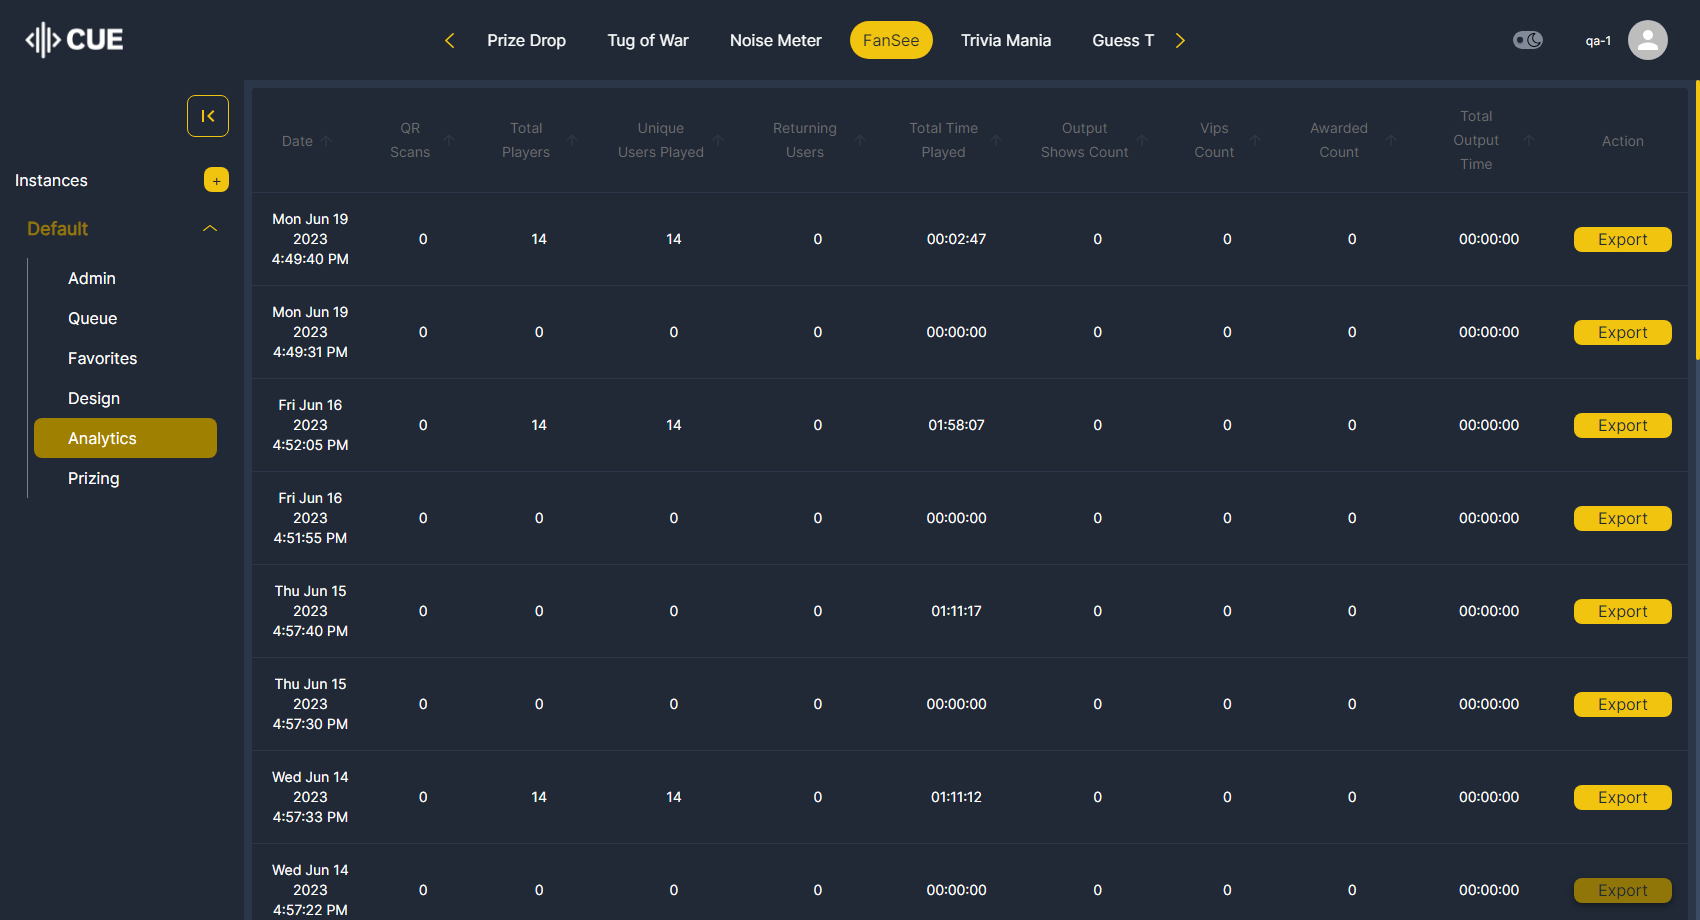 CUE
Prize Drop
Tug of War
Noise Meter
FanSee
Trivia Mania
Guess T
qa-1
Instances
+
Default
Admin
Queue
Favorites
Design
Analytics
Prizing
Date
QR
Scans
Total
Players
Unique
Users Played
Returning
Users
Total Time
Played
Output
Shows Count
Vips
Count
Awarded
Count
Total
Output
Time
Action
Mon Jun 19
2023
4:49:40 PM
0
14
14
0
00:02:47
0
0
0
00:00:00
Export
Mon Jun 19
2023
4:49:31 PM
0
0
0
0
00:00:00
0
0
0
00:00:00
Export
Fri Jun 16
2023
4:52:05 PM
0
14
14
0
01:58:07
0
0
0
00:00:00
Export
Fri Jun 16
2023
4:51:55 PM
0
0
0
0
00:00:00
0
0
0
00:00:00
Export
Thu Jun 15
2023
4:57:40 PM
0
0
0
0
01:11:17
0
0
0
00:00:00
Export
Thu Jun 15
2023
4:57:30 PM
0
0
0
0
00:00:00
0
0
0
00:00:00
Export
Wed Jun 14
2023
4:57:33 PM
0
14
14
0
01:11:12
0
0
0
00:00:00
Export
Wed Jun 14
2023
4:57:22 PM
0
0
0
0
00:00:00
0
0
0
00:00:00
Export